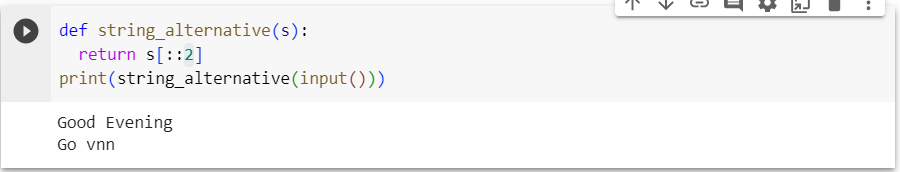 def string_alternative(s):
  return s[::2]
print(string_alternative(input()))
Good Evening
Go vnn